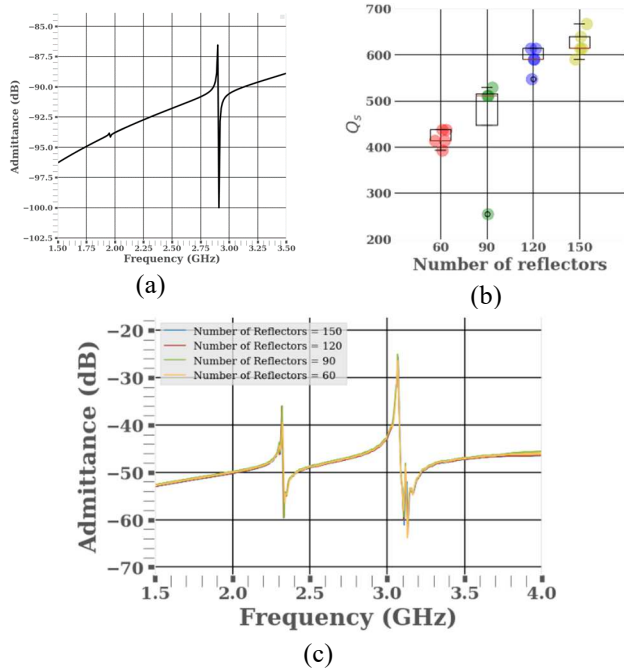 −85.0
−87.5
−90.0
−92.5
−95.0
−97.5
−100.0
−102.5
Admittance (dB)
1.50 1.75 2.00 2.25 2.50 2.75 3.00 3.25 3.50
Frequency (GHz)
(a)
700
600
500
400
300
200
Qs
60 90 120 150
Number of reflectors
(b)
−20
−30
−40
−50
−60
−70
Admittance (dB)
Number of Reflectors = 150
Number of Reflectors = 120
Number of Reflectors = 90
Number of Reflectors = 60
1.5 2.0 2.5 3.0 3.5 4.0
Frequency (GHz)
(c)